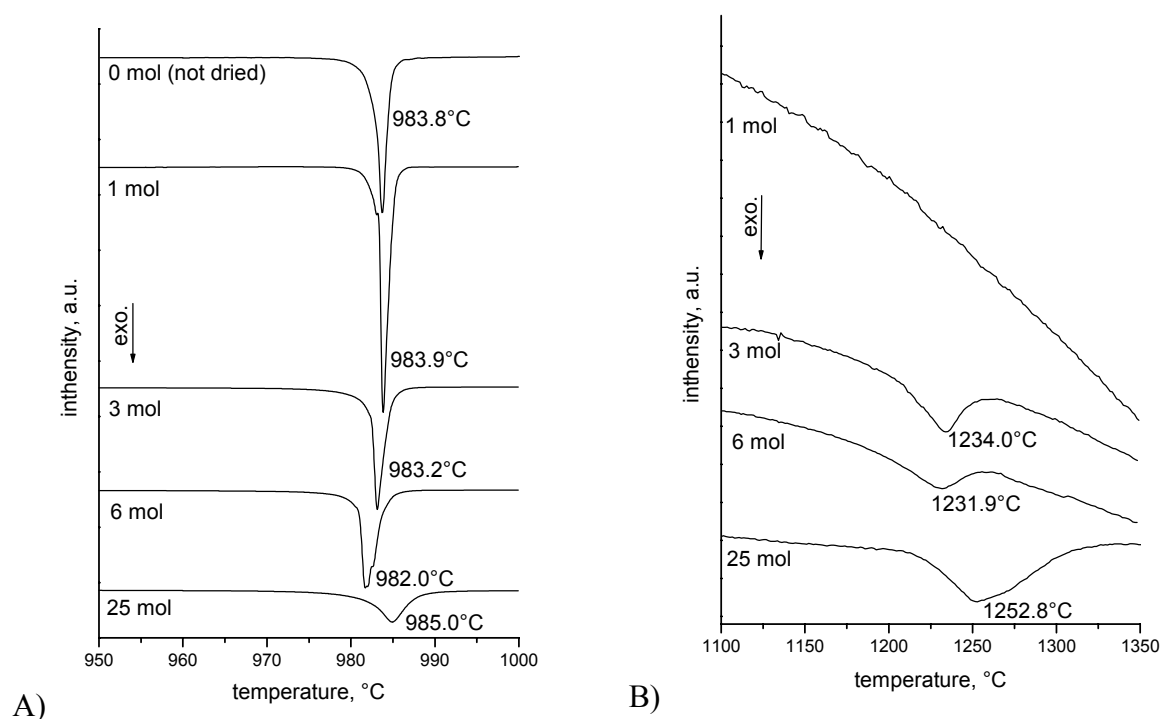 0 mol (not dried)
983.8°C
1 mol
exo.
983.9°C
3 mol
983.2°C
6 mol
982.0°C
25 mol
985.0°C
950 960 970 980 990 1000
temperature, °C
inthensity, a.u.
A)
1 mol
exo.
3 mol
1234.0°C
6 mol
1231.9°C
25 mol
1252.8°C
1100 1150 1200 1250 1300 1350
temperature, °C
inthensity, a.u.
B)